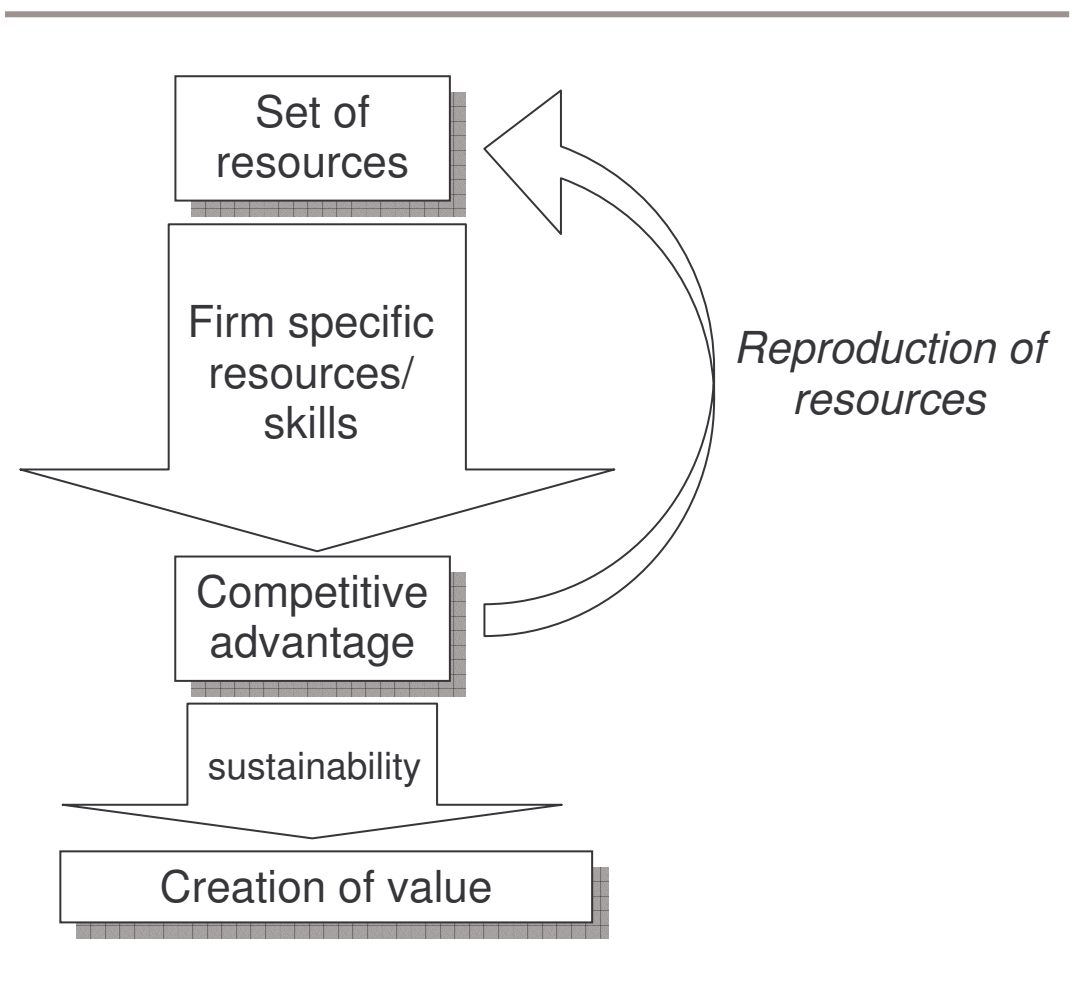 Set of
resources
Firm specific
resources/
skills
Reproduction of
resources
Competitive
advantage
sustainability
Creation of value